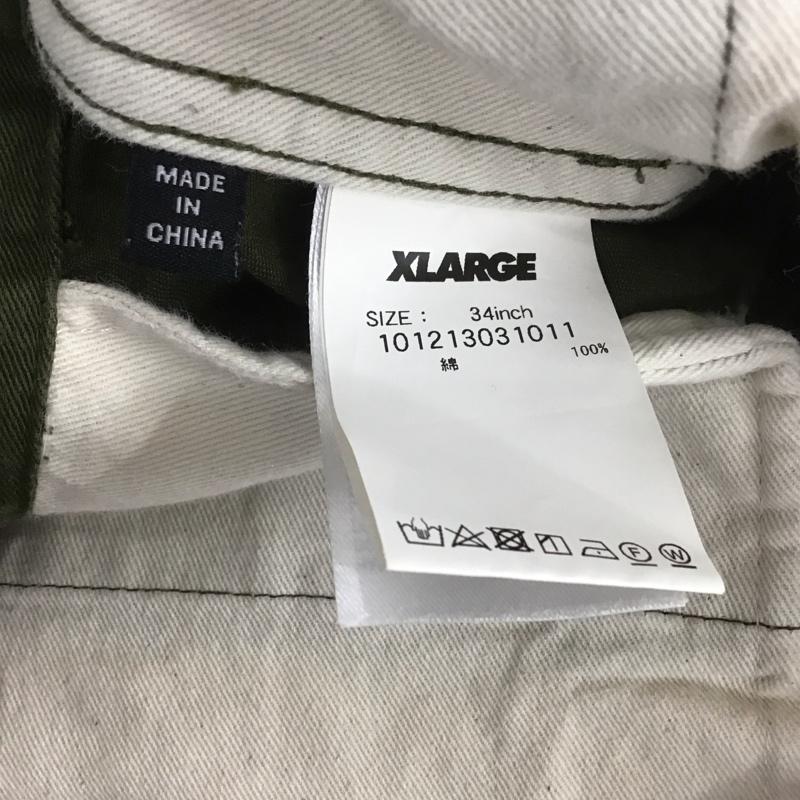 MADE
IN
CHINA
XLARGE
SIZE : 34inch
101213031011
綿 100%
F W